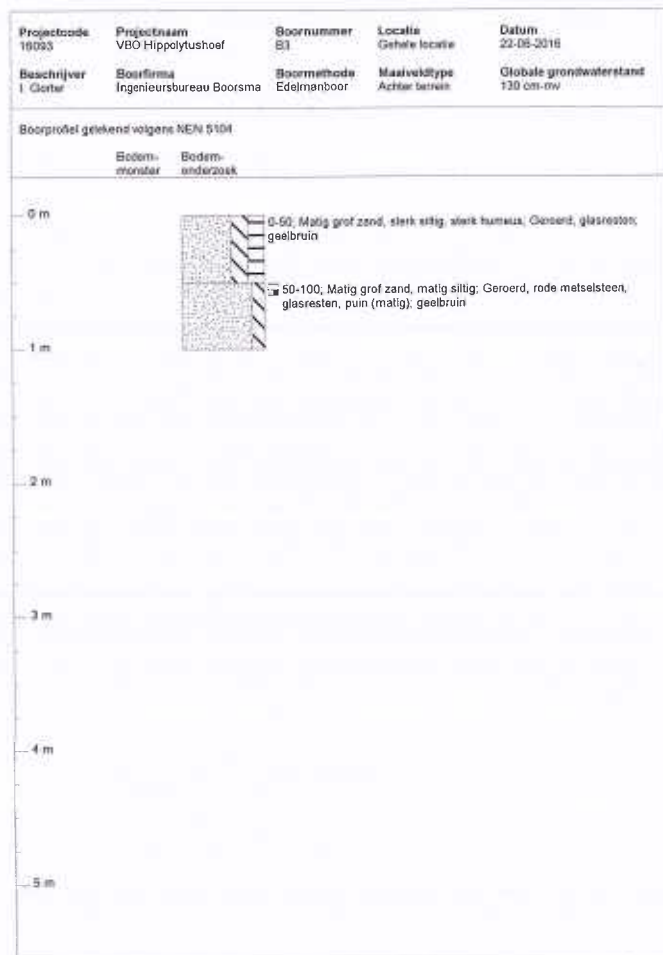 Projectcode Projectnaam Boornummer Locatie Datum
16093 VBO Hippolytushoef B3 Gehele locatie 22-06-2016
Beschrijver Boorfirma Boormethode Maaiveldtype Globale grondwaterstand
I. Gorter Ingenieursbureau Boorsma Edelmanboor Achter terrein 130 cm-mv
Boorprofiel getekend volgens NEN 5104
Bodem- Bodem-
monster onderzoek
0 m
0-50; Matig grof zand, sterk siltig, sterk humeus; Geroerd, glasresten;
geelbruin
50-100; Matig grof zand, matig siltig; Geroerd, rode metselsteen,
glasresten, puin (matig); geelbruin
1 m
2 m
3 m
4 m
5 m